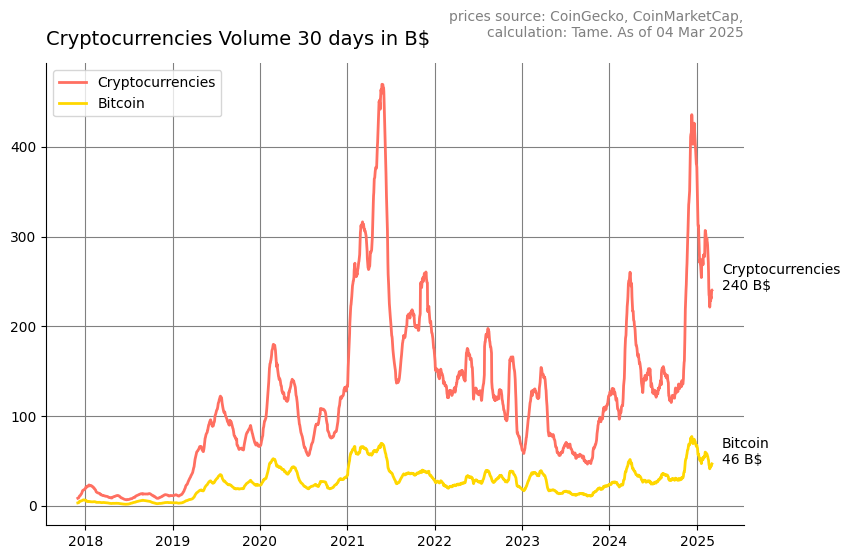 prices source: CoinGecko, CoinMarketCap,
calculation: Tame. As of 04 Mar 2025
Cryptocurrencies Volume 30 days in B$
Cryptocurrencies
Bitcoin
400
300
200
100
0
Cryptocurrencies
240 B$
Bitcoin
46 B$
2018 2019 2020 2021 2022 2023 2024 2025